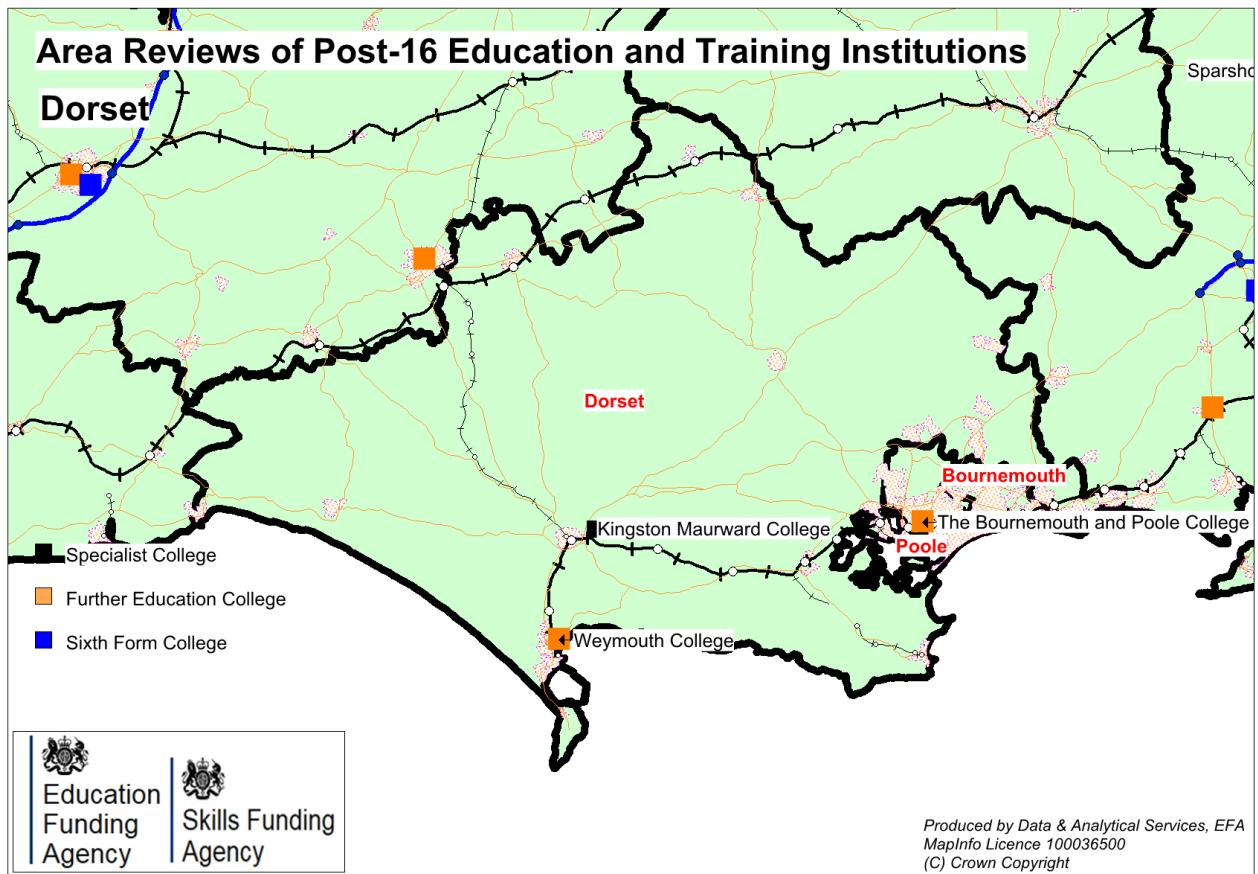 Area Reviews of Post-16 Education and Training Institutions
Dorset
Sparsho
Dorset
Bournemouth
Kingston Maurward College
The Bournemouth and Poole College
Poole
Specialist College
Further Education College
Sixth Form College
Weymouth College
Education
Funding
Agency
Skills Funding
Agency
Produced by Data & Analytical Services, EFA
MapInfo Licence 100036500
(C) Crown Copyright